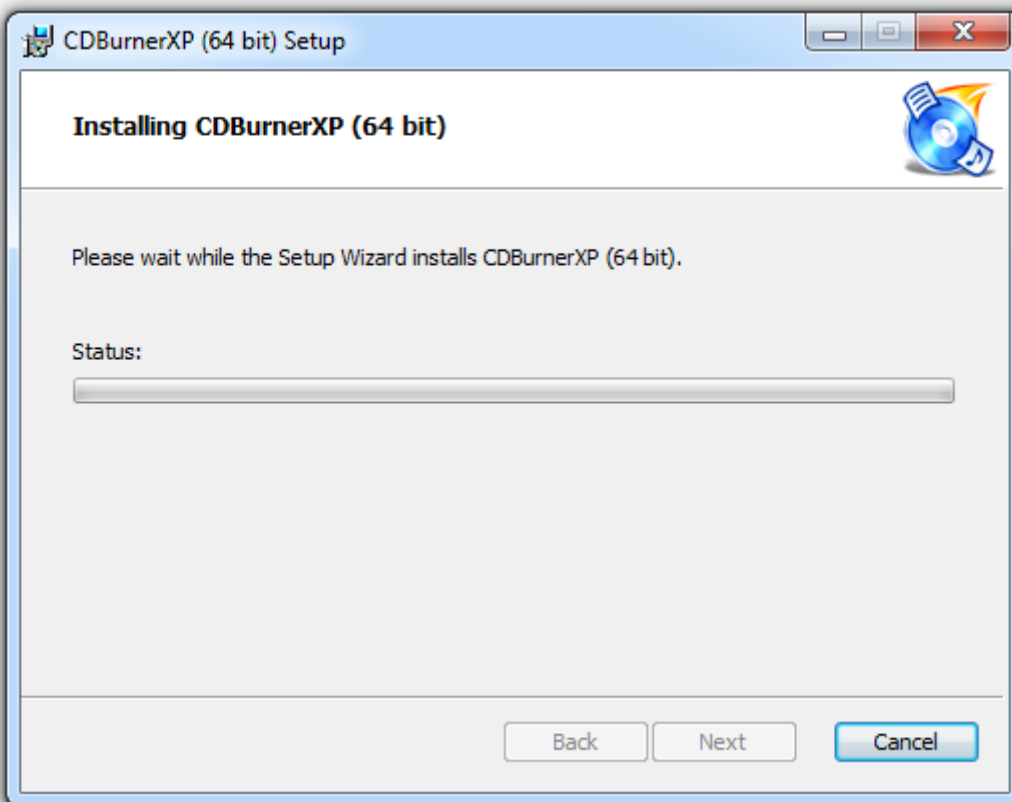 CDBurnerXP (64 bit) Setup
Installing CDBurnerXP (64 bit)
Please wait while the Setup Wizard installs CDBurnerXP (64 bit).
Status:
Back
Next
Cancel